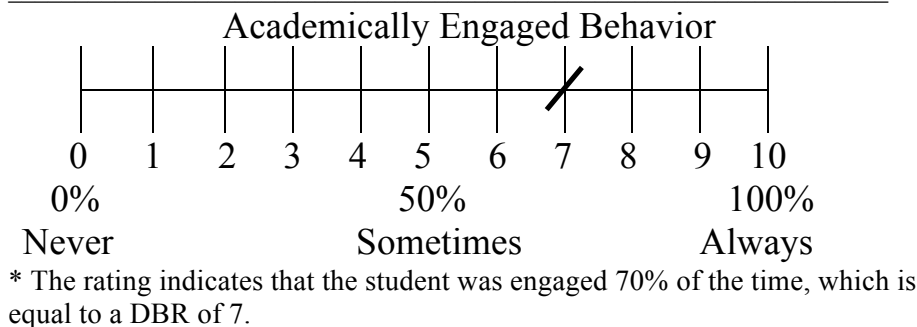 Academically Engaged Behavior
0 1 2 3 4 5 6 7 8 9 10
0% 50% 100%
Never Sometimes Always
* The rating indicates that the student was engaged 70% of the time, which is
equal to a DBR of 7.